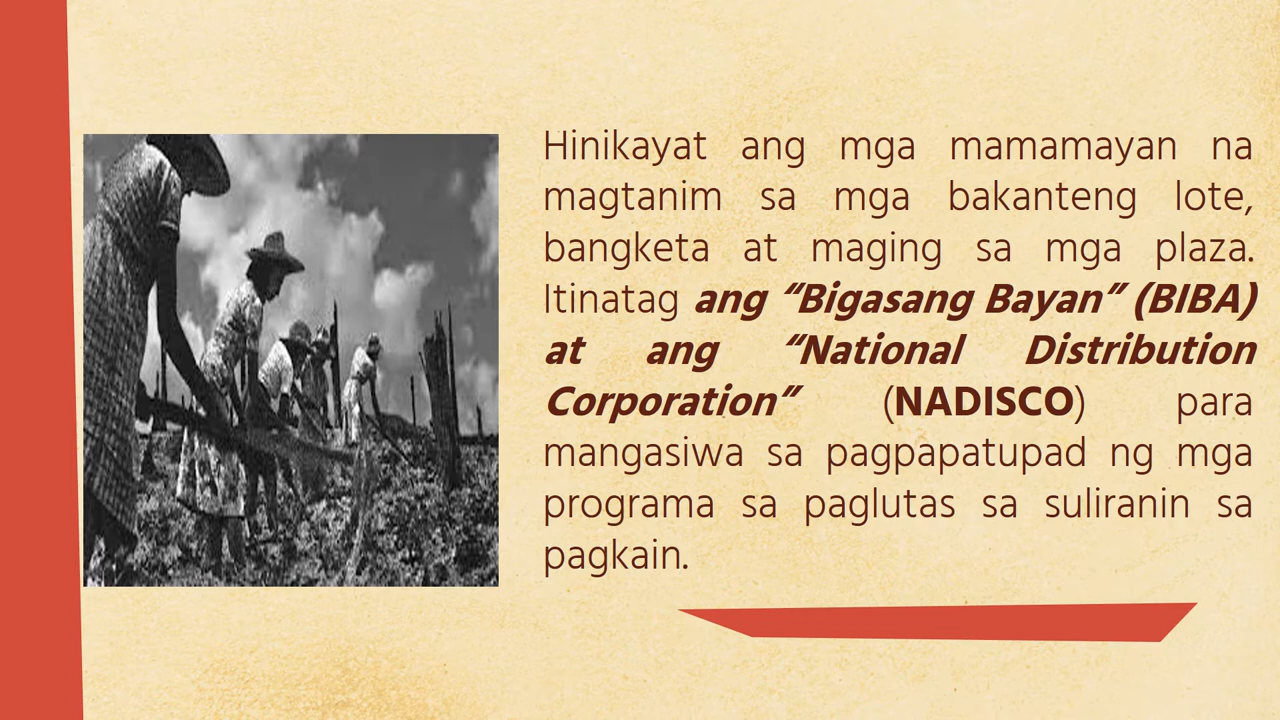 Hinikayat ang mga mamamayan na
magtanim sa mga bakanteng lote,
bangketa at maging sa mga plaza.
Itinatag ang “Bigasang Bayan” (BIBA)
at ang “National Distribution
Corporation” (NADISCO) para
mangasiwa sa pagpapatupad ng mga
programa sa paglutas sa suliranin sa
pagkain.